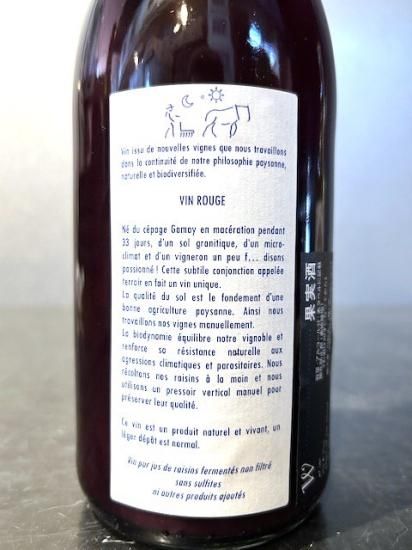 Vin issu de nouvelles vignes que nous travaillons
dans la continuité de notre philosophie paysanne,
naturelle et biodiversifiée.
VIN ROUGE
Né du cépage Gamay en macération pendant
33 jours, d'un sol granitique, d'un micro-
climat et d'un vigneron un peu f... disons
passionné ! Cette subtile conjonction appelée
terroir en fait un vin unique.
La qualité du sol est le fondement d'une
bonne agriculture paysanne. Ainsi nous
travaillons nos vignes manuellement.
La biodynamie équilibre notre vignoble et
renforce sa résistance naturelle aux
agressions climatiques et parasitaires. Nous
récoltons nos raisins à la main et nous
utilisons un pressoir vertical manuel pour
préserver leur qualité.
Ce vin est un produit naturel et vivant, un
léger dépôt est normal.
Vin pur jus de raisins fermentés non filtré
sans sulfites
ni autres produits ajoutés
果実酒